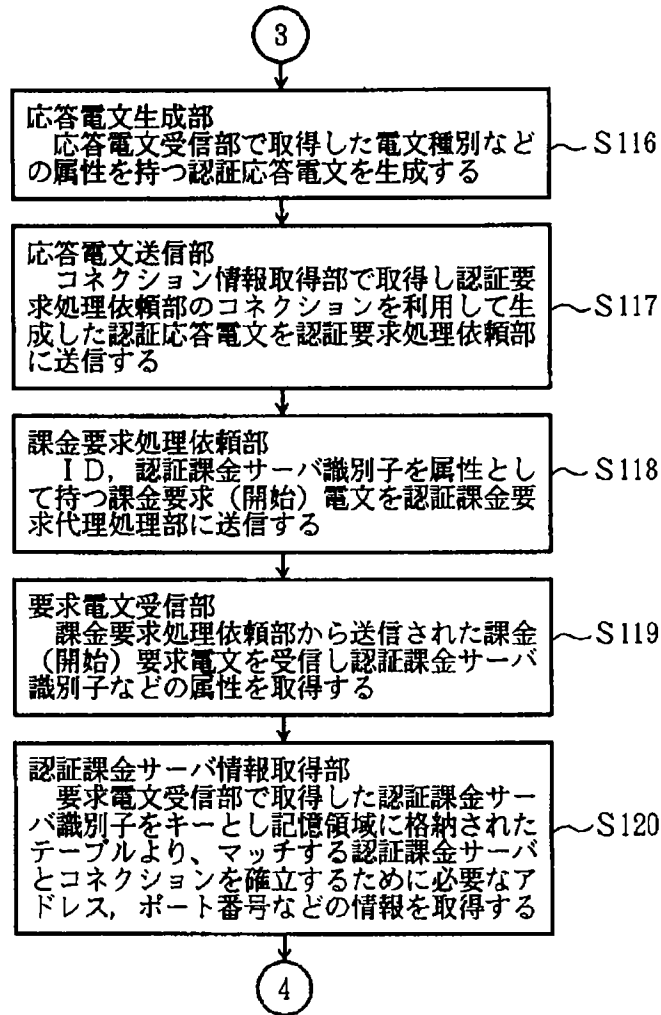 3
応答電文生成部
応答電文受信部で取得した電文種別など
の属性を持つ認証応答電文を生成する
S116
応答電文送信部
コネクション情報取得部で取得し認証要
求処理依頼部のコネクションを利用して生
成した認証応答電文を認証要求処理依頼部
に送信する
S117
課金要求処理依頼部
ID,認証課金サーバ識別子を属性とし
て持つ課金要求(開始)電文を認証課金要
求代理処理部に送信する
S118
要求電文受信部
課金要求処理依頼部から送信された課金
(開始)要求電文を受信し認証課金サーバ
識別子などの属性を取得する
S119
認証課金サーバ情報取得部
要求電文受信部で取得した認証課金サー
バ識別子をキーとし記憶領域に格納された
テーブルより、マッチする認証課金サーバ
とコネクションを確立するために必要なア
ドレス,ポート番号などの情報を取得する
S120
4